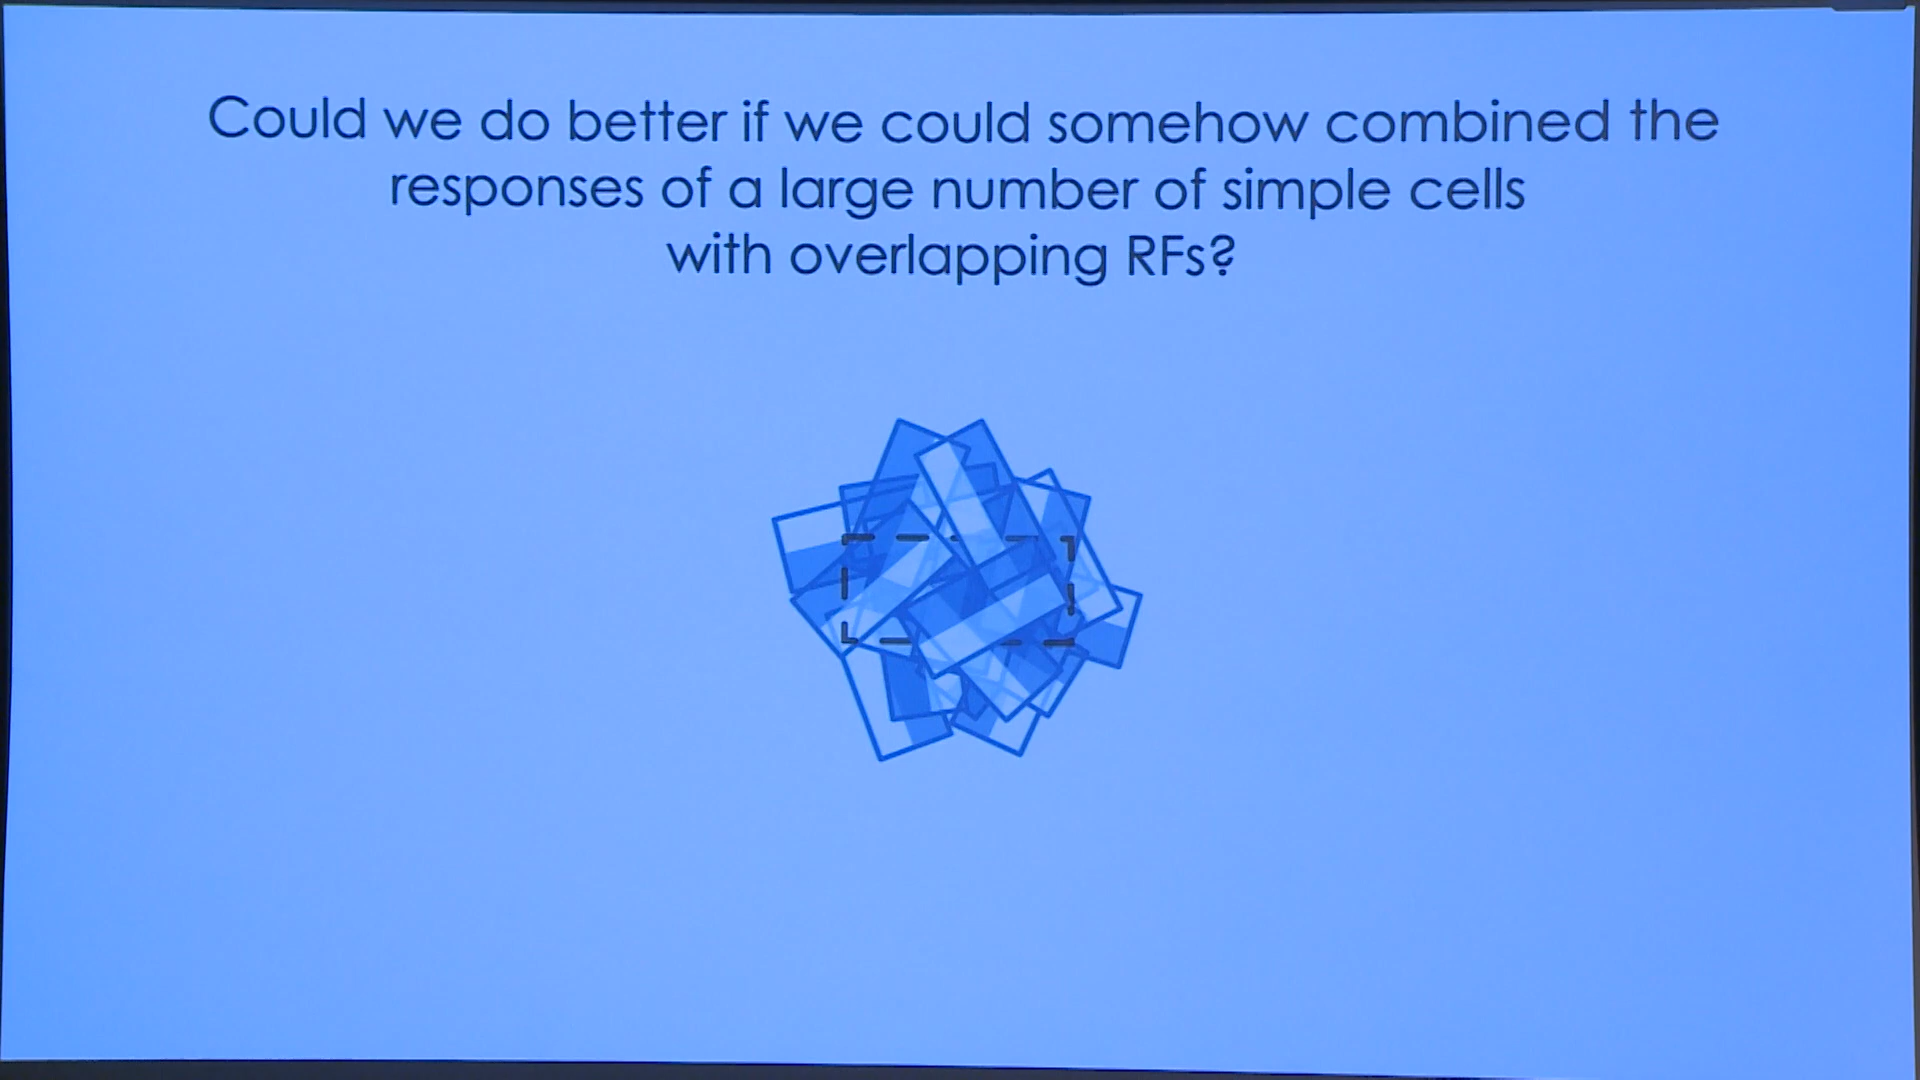 Could we do better if we could somehow combined the
responses of a large number of simple cells
with overlapping RFs?